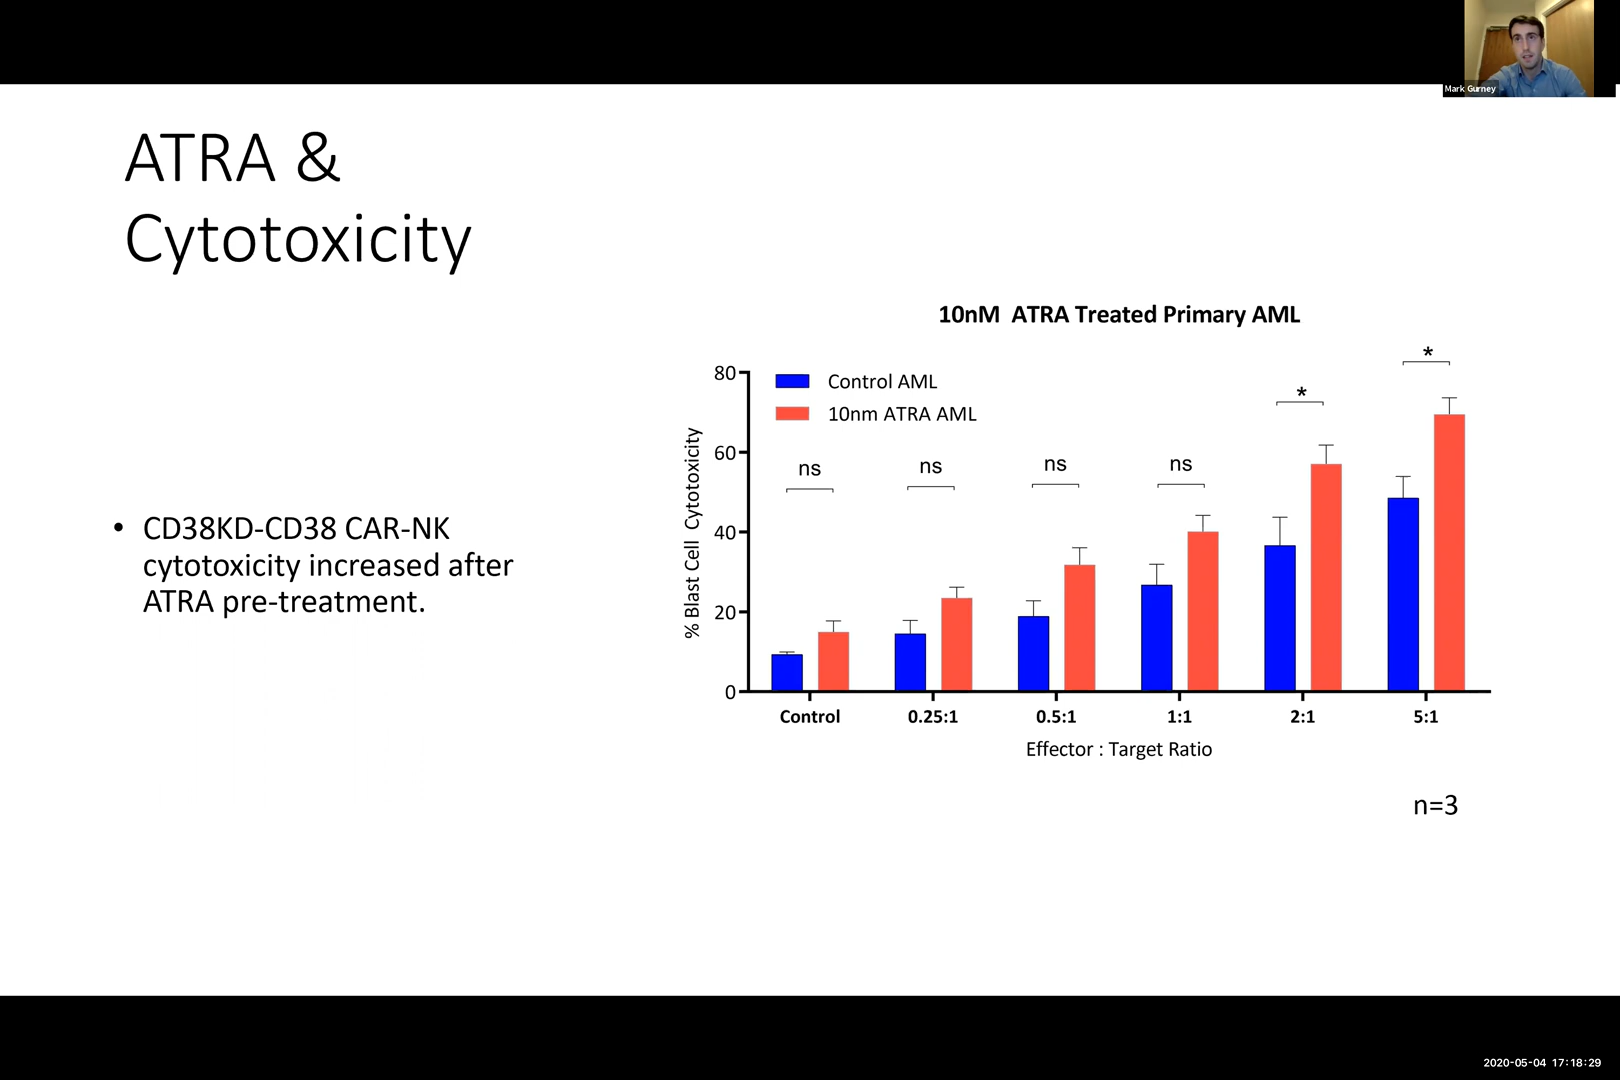 Mark Gurney
ATRA &
Cytotoxicity
• CD38KD-CD38 CAR-NK
cytotoxicity increased after
ATRA pre-treatment.
10nM ATRA Treated Primary AML
Control AML
10nm ATRA AML
% Blast Cell Cytotoxicity
80
60
40
20
0
ns
ns
ns
ns
*
*
Control 0.25:1 0.5:1 1:1 2:1 5:1
Effector : Target Ratio
n=3
2020-05-04 17:18:29